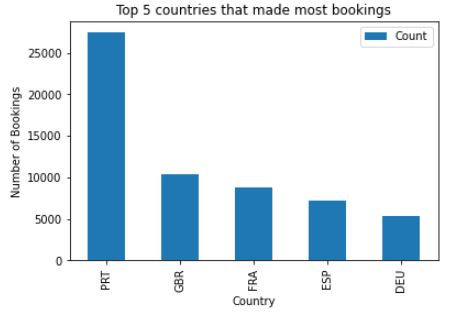 Top 5 countries that made most bookings
Count
Number of Bookings
25000
20000
15000
10000
5000
0
PRT
GBR
FRA
ESP
DEU
Country